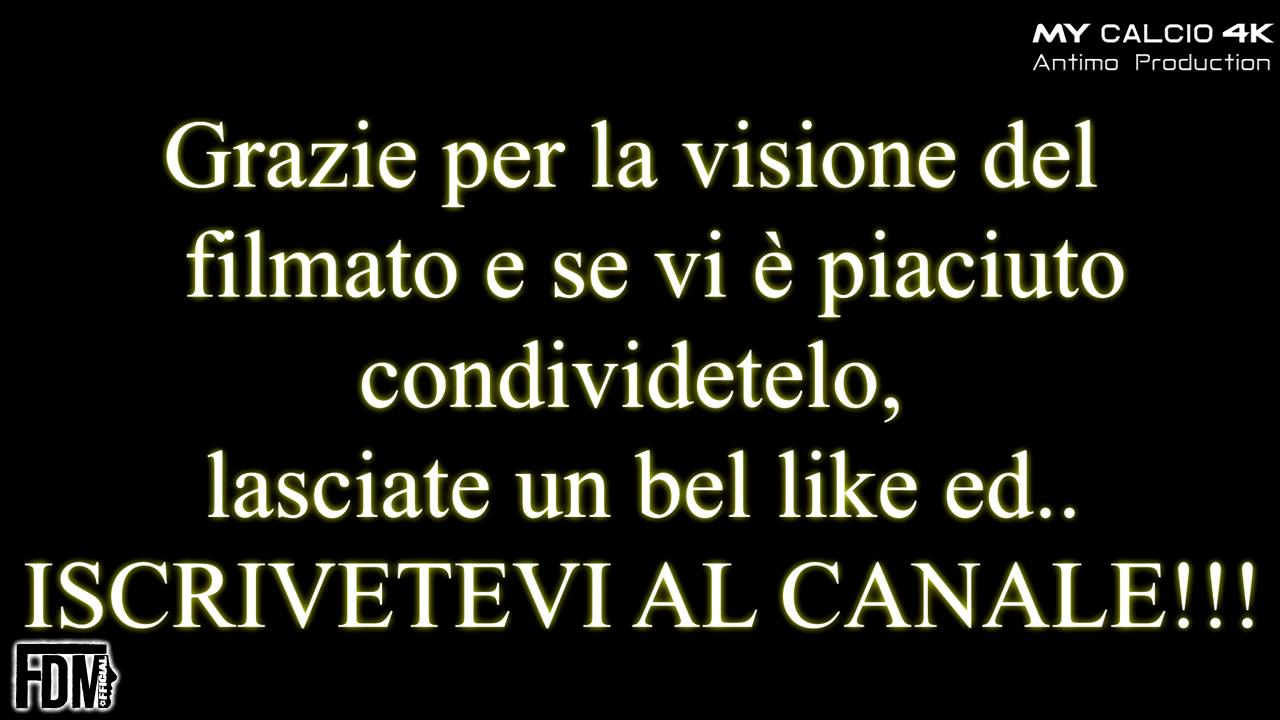 MY CALCIO 4K
Antimo Production
Grazie per la visione del
filmato e se vi è piaciuto
condividetelo,
lasciate un bel like ed..
ISCRIVETEVI AL CANALE!!!
FDM
OFFICIAL